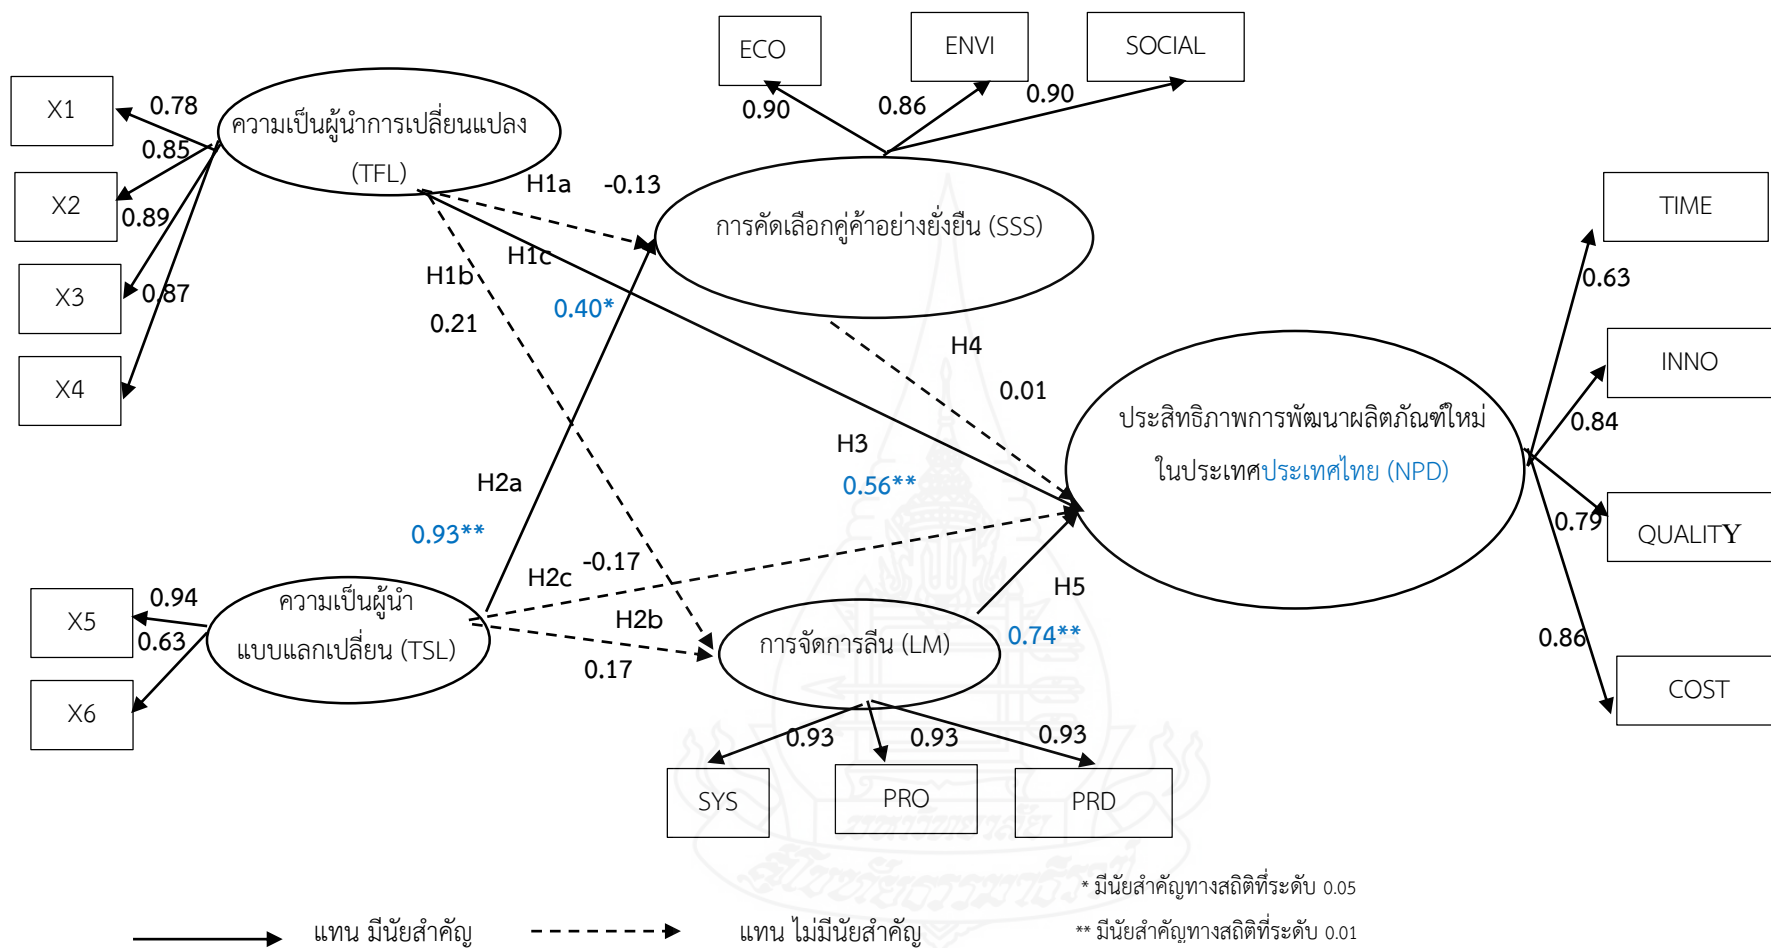 ECO
ENVI
SOCIAL
0.90
0.86
0.90
X1
0.78
ความเป็นผู้นำการเปลี่ยนแปลง
(TFL)
0.85
X2
0.89
X3
0.87
X4
H1a
-0.13
การคัดเลือกคู่ค้าอย่างยั่งยืน (SSS)
H1c
H1b
0.40*
0.21
TIME
0.63
INNO
0.84
H4
0.01
ประสิทธิภาพการพัฒนาผลิตภัณฑ์ใหม่
ในประเทศประเทศไทย (NPD)
H3
0.56**
QUALITY
0.79
H2a
0.93**
H2c
-0.17
H5
0.74**
0.86
COST
X5
0.94
0.63
X6
ความเป็นผู้นำ
แบบแลกเปลี่ยน (TSL)
H2b
0.17
การจัดการลีน (LM)
0.93
0.93
0.93
SYS
PRO
PRD
* มีนัยสำคัญทางสถิติที่ระดับ 0.05
แทน มีนัยสำคัญ
แทน ไม่มีนัยสำคัญ
** มีนัยสำคัญทางสถิติที่ระดับ 0.01